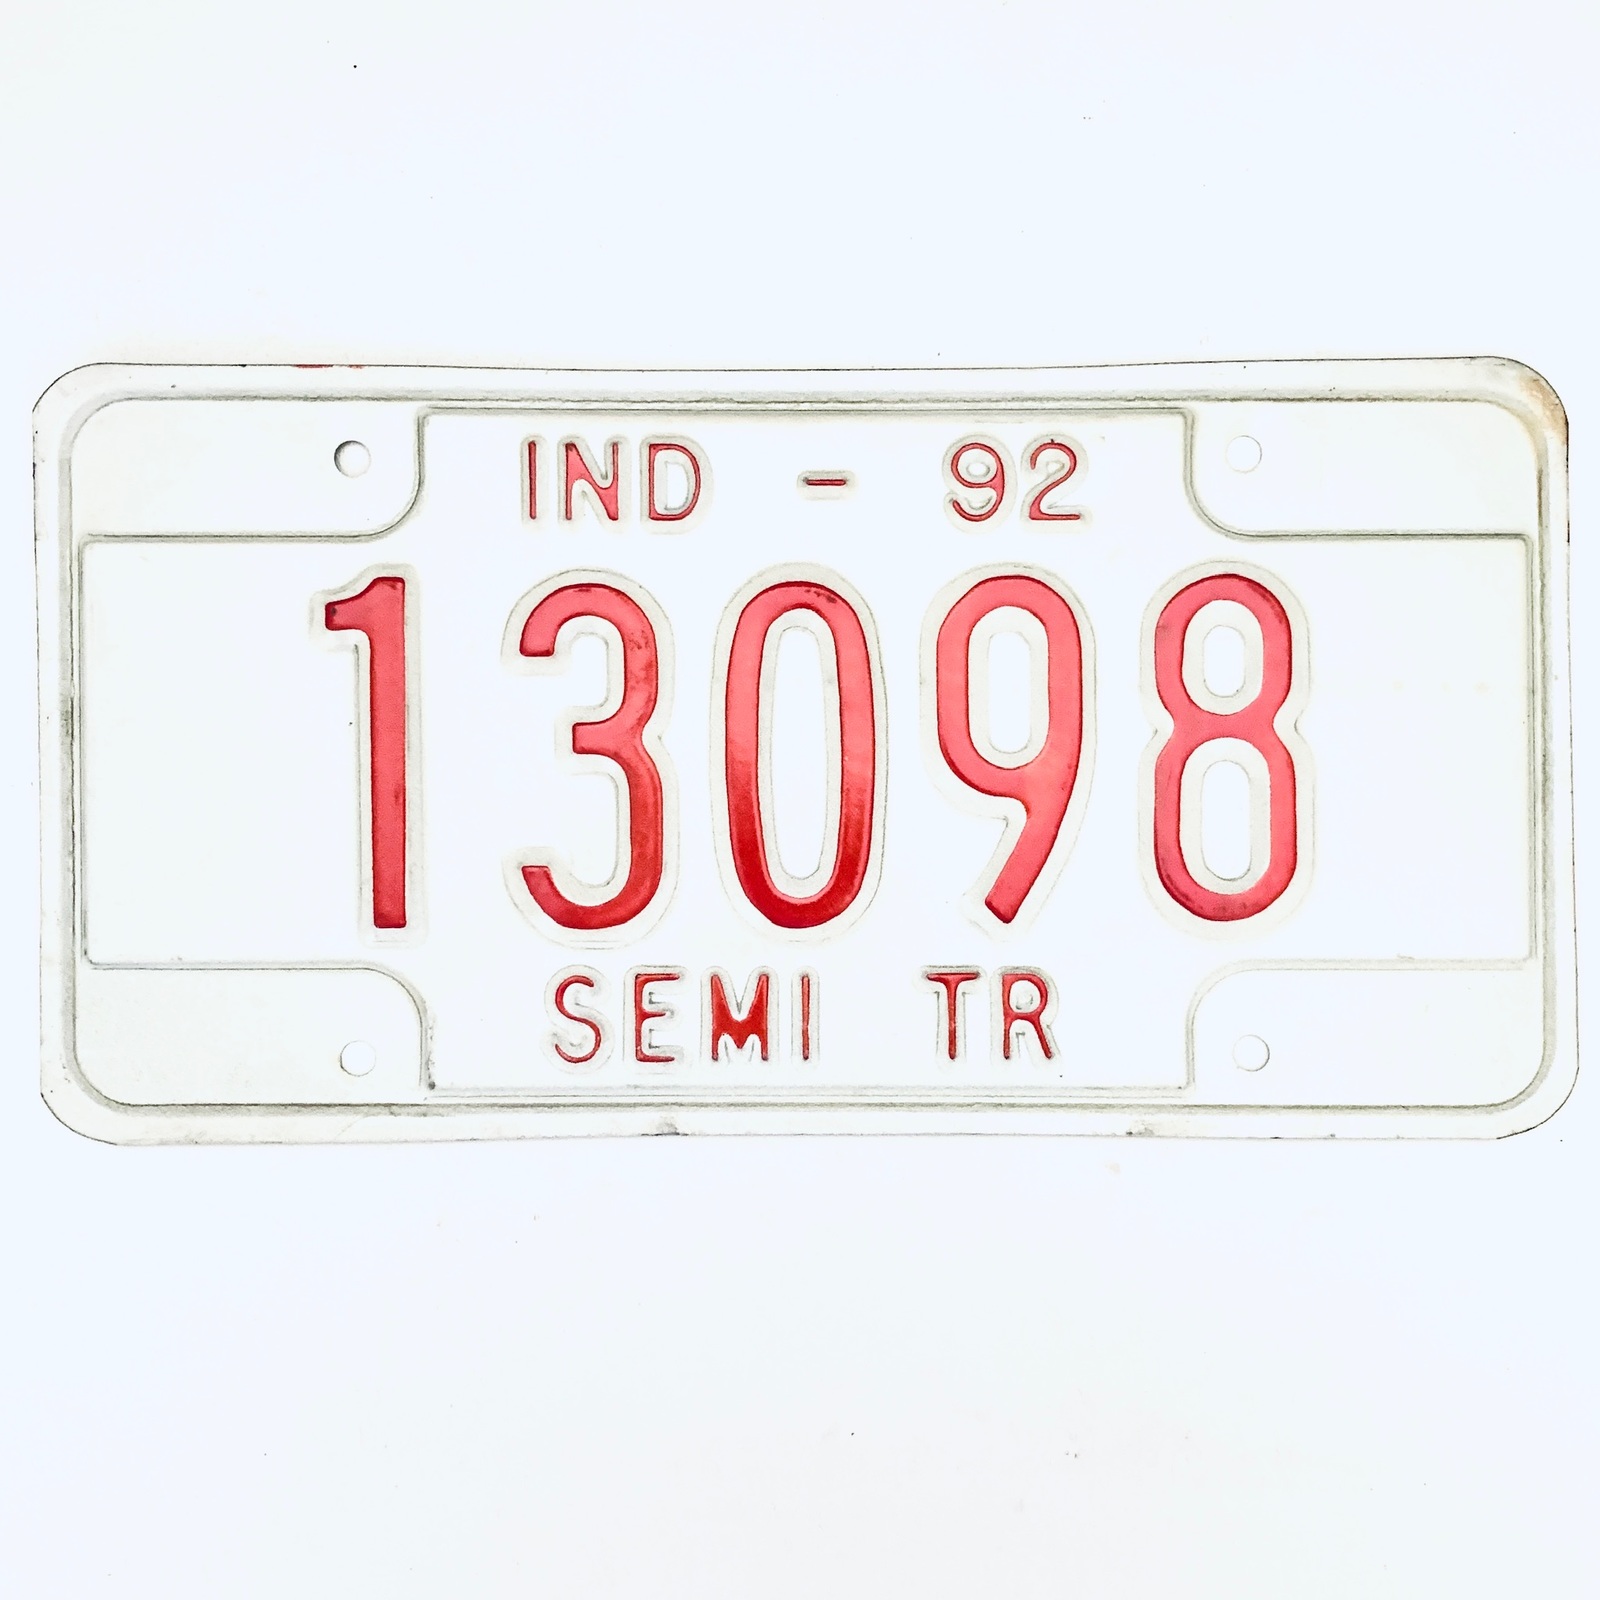 IND - 92
13098
SEMI TR